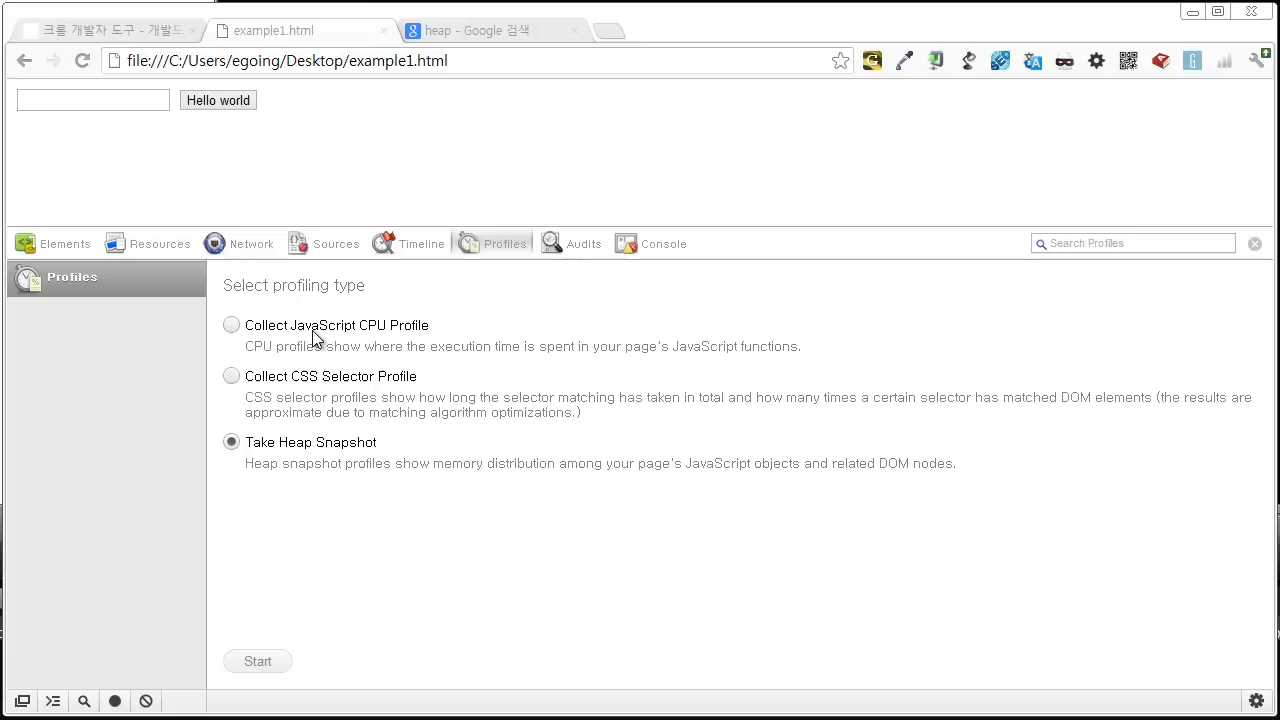 크롬 개발자 도구 - 개발도
example1.html
heap - Google 검색
file:///C:/Users/egoing/Desktop/example1.html
Hello world
Elements
Resources
Network
Sources
Timeline
Profiles
Audits
Console
Search Profiles
Profiles
Select profiling type
Collect JavaScript CPU Profile
CPU profiles show where the execution time is spent in your page's JavaScript functions.
Collect CSS Selector Profile
CSS selector profiles show how long the selector matching has taken in total and how many times a certain selector has matched DOM elements (the results are
approximate due to matching algorithm optimizations.)
Take Heap Snapshot
Heap snapshot profiles show memory distribution among your page's JavaScript objects and related DOM nodes.
Start